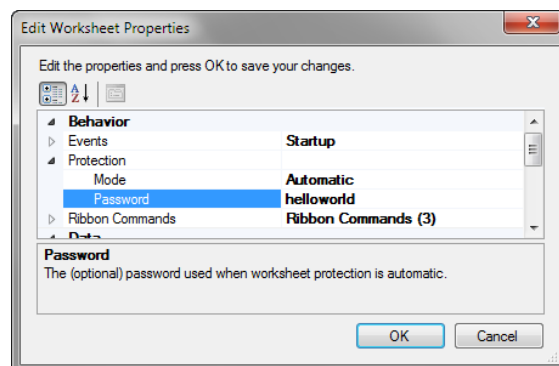 Edit Worksheet Properties
Edit the properties and press OK to save your changes.
Behavior
Events Startup
Protection
Mode Automatic
Password helloworld
Ribbon Commands Ribbon Commands (3)
Data
Password
The (optional) password used when worksheet protection is automatic.
OK Cancel